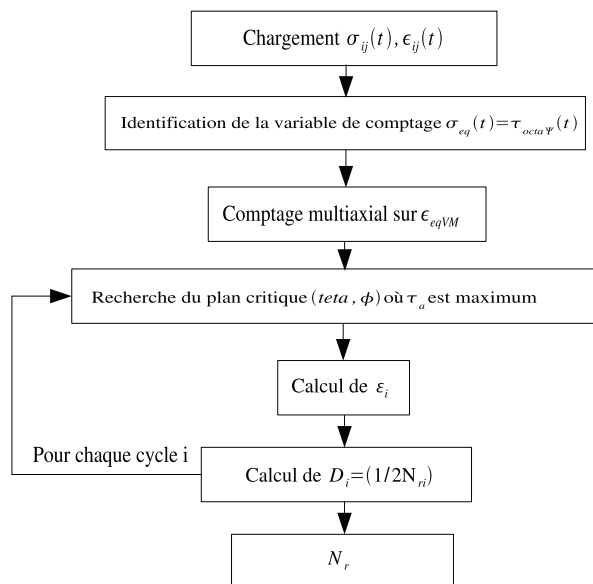 Chargement σ_ij(t), ϵ_ij(t)
Identification de la variable de comptage σ_eq(t)=τ_octaΨ(t)
Comptage multiaxial sur ϵ_eqVM
Recherche du plan critique (teta, ϕ) où τ_a est maximum
Calcul de ε_i
Pour chaque cycle i
Calcul de D_i=(1/2N_ri)
N_r